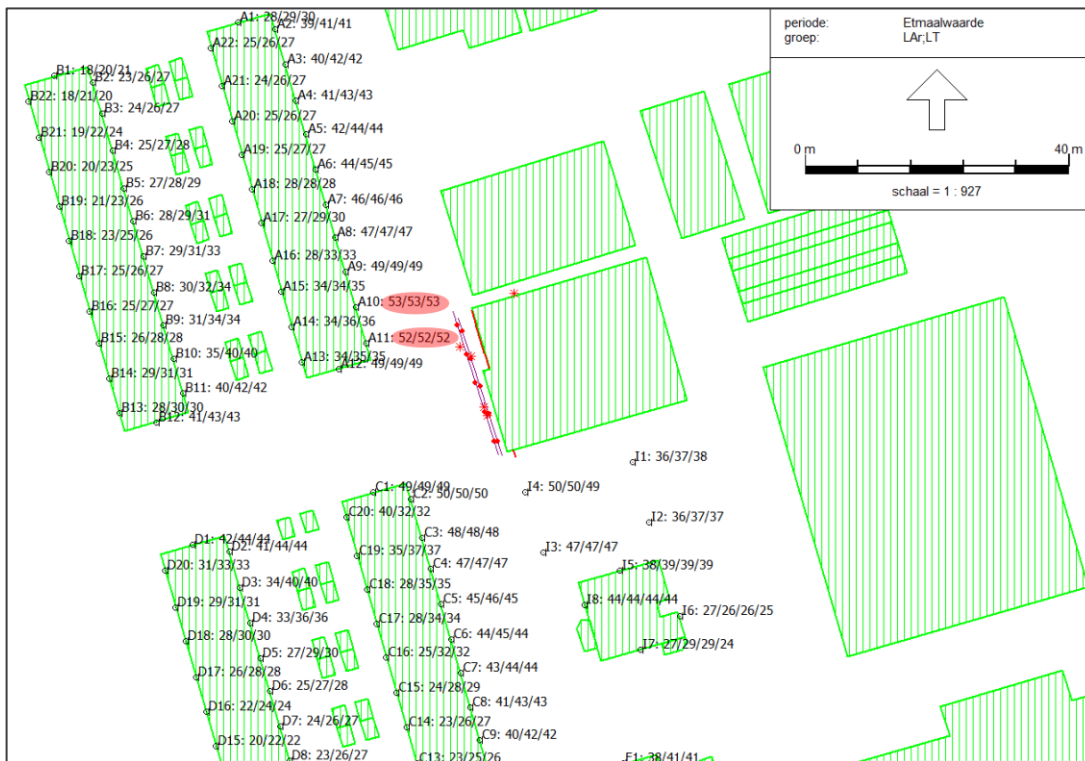 periode: Etmaalwaarde
groep: LAr;LT
0 m 40 m
schaal = 1 : 927
A1: 28/29/30
A2: 39/41/41
A22: 25/26/27
A3: 40/42/42
A21: 24/26/27
A4: 41/43/43
A20: 25/26/27
A5: 42/44/44
A19: 25/27/27
A6: 44/45/45
A18: 28/28/28
A7: 46/46/46
A17: 27/29/30
A8: 47/47/47
A16: 28/33/33
A9: 49/49/49
A15: 34/34/35
A10: 53/53/53
A14: 34/36/36
A11: 52/52/52
A13: 34/35/35
A12: 49/49/49
B1: 18/20/21
B2: 23/26/27
B22: 18/21/20
B3: 24/26/27
B21: 19/22/24
B4: 25/27/28
B20: 20/23/25
B5: 27/28/29
B19: 21/23/26
B6: 28/29/31
B18: 23/25/26
B7: 29/31/33
B17: 25/26/27
B8: 30/32/34
B16: 25/27/27
B9: 31/34/34
B15: 26/28/28
B10: 35/40/40
B14: 29/31/31
B11: 40/42/42
B13: 28/30/30
B12: 41/43/43
I1: 36/37/38
C1: 49/49/49
C2: 50/50/50
I4: 50/50/49
C20: 40/32/32
I2: 36/37/37
C3: 48/48/48
I3: 47/47/47
C19: 35/37/37
C4: 47/47/47
I5: 38/39/39/39
C18: 28/35/35
C5: 45/46/45
I8: 44/44/44/44
I6: 27/26/26/25
C17: 28/34/34
C6: 44/45/44
I7: 27/29/29/24
C16: 25/32/32
C7: 43/44/44
C15: 24/28/29
C8: 41/43/43
C14: 23/26/27
C9: 40/42/42
C13: 23/25/26
F1: 38/41/41
D1: 42/44/44
D2: 41/44/44
D20: 31/33/33
D3: 34/40/40
D19: 29/31/31
D4: 33/36/36
D18: 28/30/30
D5: 27/29/30
D17: 26/28/28
D6: 25/27/28
D16: 22/24/24
D7: 24/26/27
D15: 20/22/22
D8: 23/26/27